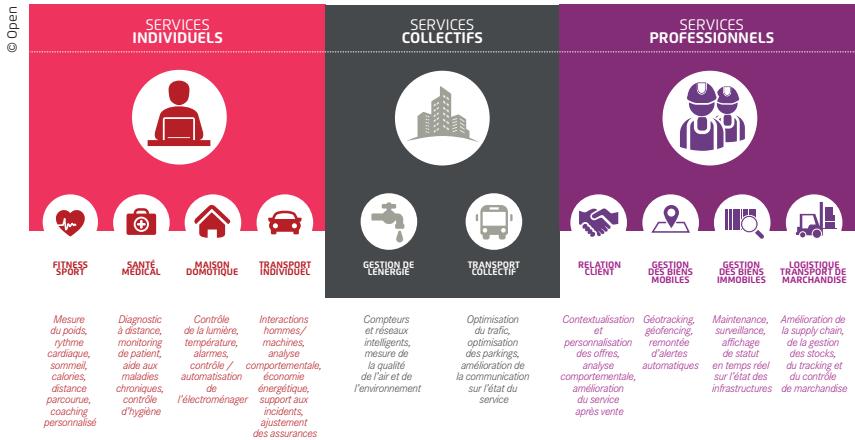 © Open
SERVICES
INDIVIDUELS
SERVICES
COLLECTIFS
SERVICES
PROFESSIONNELS
FITNESS
SPORT
SANTÉ
MÉDICAL
MAISON
DOMOTIQUE
TRANSPORT
INDIVIDUEL
GESTION DE
L'ENERGIE
TRANSPORT
COLLECTIF
RELATION
CLIENT
GESTION
DES BIENS
MOBILES
GESTION
DES BIENS
IMMOBILES
LOGISTIQUE
TRANSPORT DE
MARCHANDISE
Mesure
du poids,
rythme
cardiaque,
sommeil,
calories,
distance
parcourue,
coaching
personnalisé
Diagnostic
à distance,
monitoring
de patient,
aide aux
maladies
chroniques,
contrôle
d'hygiène
Contrôle
de la lumière,
température,
alarmes,
contrôle /
automatisation
de
l'électroménager
Interactions
hommes/
machines,
analyse
comportementale,
économie
énergétique,
support aux
incidents,
ajustement
des assurances
Compteurs
et réseaux
intelligents,
mesure de
la qualité
de l'air et de
l'environnement
Optimisation
du trafic,
optimisation
des parkings,
amélioration de
la communication
sur l'état du
service
Contextualisation
et
personnalisation
des offres,
analyse
comportementale,
amélioration
du service
après vente
Géotracking,
géofencing,
remontée
d'alertes
automatiques
Maintenance,
surveillance,
affichage
de statut
en temps réel
sur l'état des
infrastructures
Amélioration de
la supply chain,
de la gestion
des stocks,
du tracking et
du contrôle
de marchandise